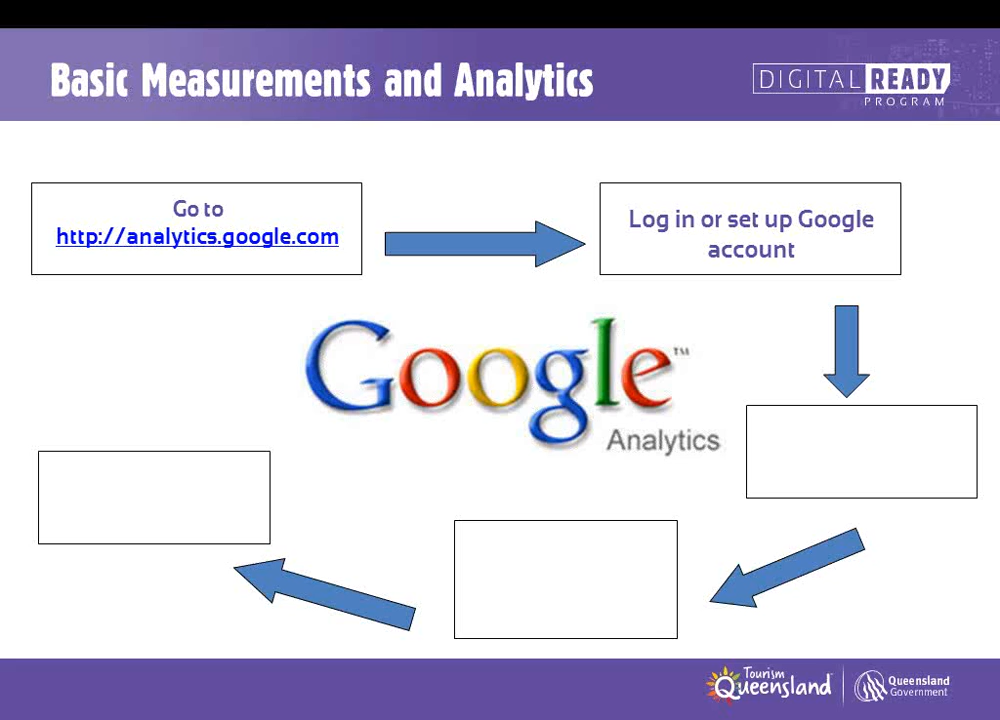 Basic Measurements and Analytics
DIGITAL READY
PROGRAM
Go to
http://analytics.google.com
Log in or set up Google
account
Google™
Analytics
Tourism
Queensland
Queensland
Government